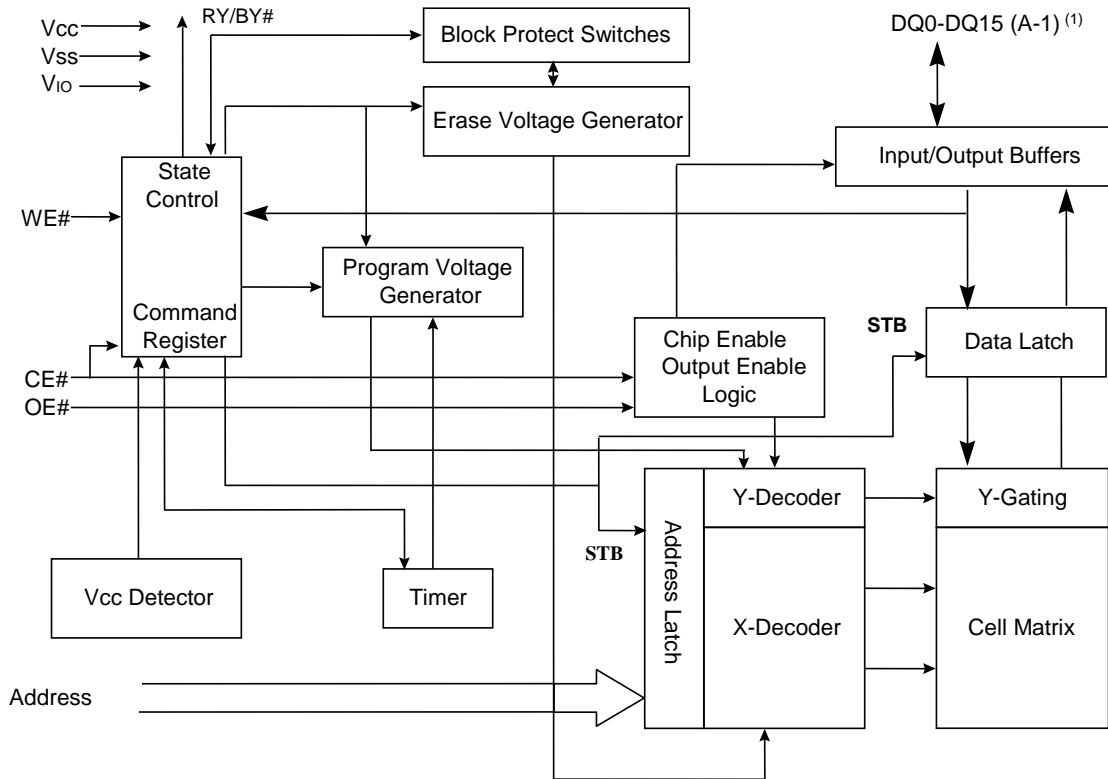 RY/BY#
Vcc
Vss
VIO
Block Protect Switches
DQ0-DQ15 (A-1) (1)
Erase Voltage Generator
Input/Output Buffers
State
Control
WE#
Program Voltage
Generator
Command
Register
STB
Chip Enable
Output Enable
Logic
Data Latch
CE#
OE#
Y-Decoder
Y-Gating
STB
Address Latch
Vcc Detector
Timer
X-Decoder
Cell Matrix
Address